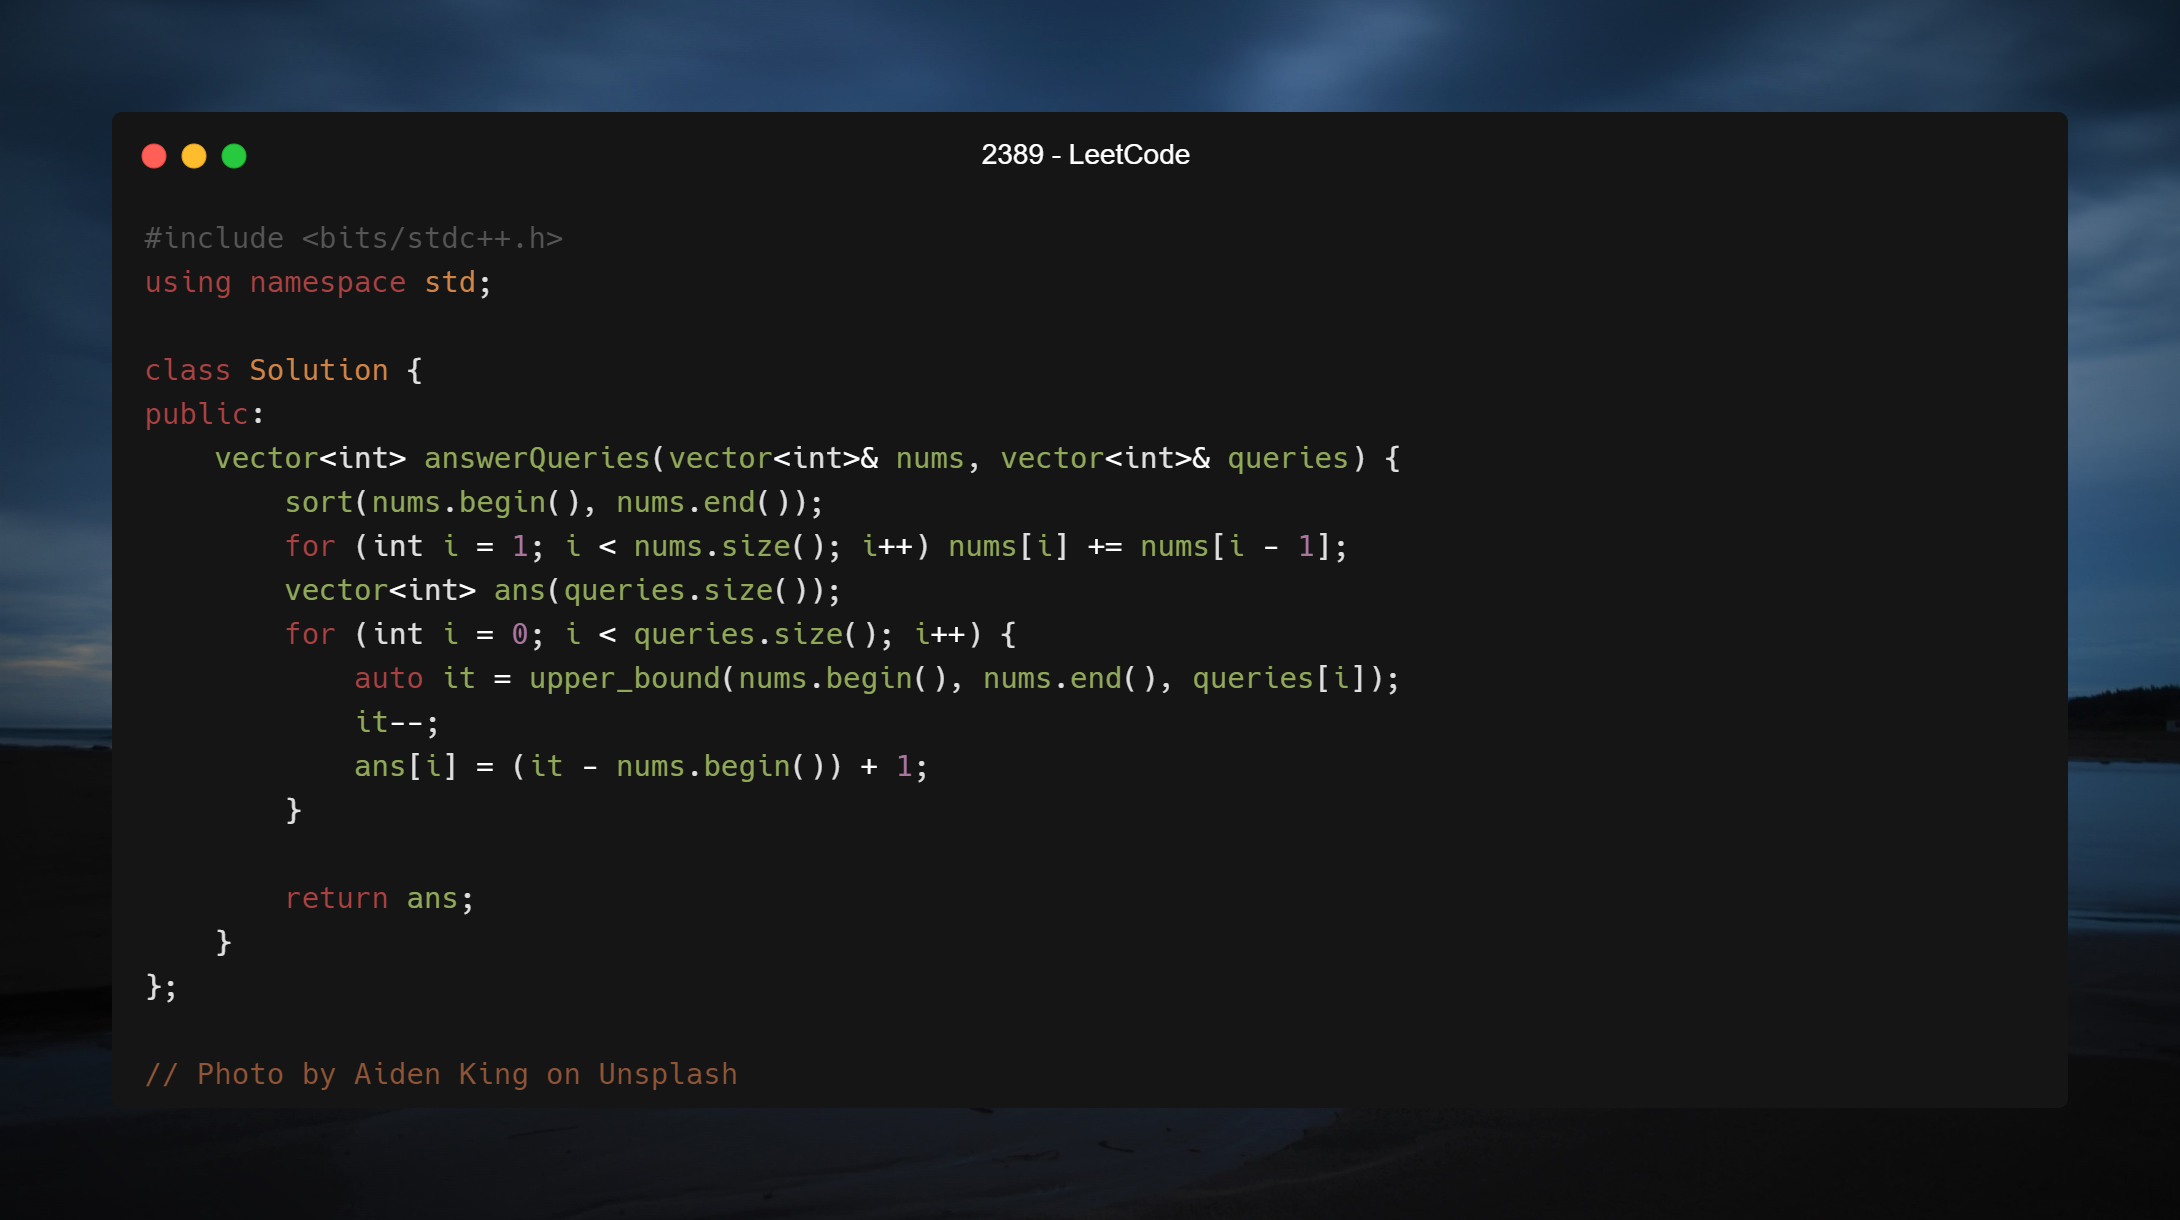 2389 - LeetCode
#include <bits/stdc++.h>
using namespace std;
class Solution {
public:
    vector<int> answerQueries(vector<int>& nums, vector<int>& queries) {
        sort(nums.begin(), nums.end());
        for (int i = 1; i < nums.size(); i++) nums[i] += nums[i - 1];
        vector<int> ans(queries.size());
        for (int i = 0; i < queries.size(); i++) {
            auto it = upper_bound(nums.begin(), nums.end(), queries[i]);
            it--;
            ans[i] = (it - nums.begin()) + 1;
        }
        return ans;
    }
};
// Photo by Aiden King on Unsplash